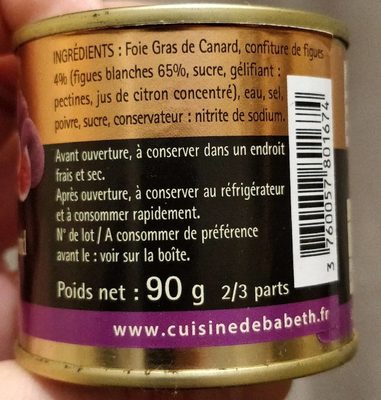 INGRÉDIENTS : Foie Gras de Canard, confiture de figues
4% (figues blanches 65%, sucre, gélifiant :
pectines, jus de citron concentré), eau, sel,
poivre, sucre, conservateur : nitrite de sodium.
Avant ouverture, à conserver dans un endroit
frais et sec.
Après ouverture, à conserver au réfrigérateur
et à consommer rapidement.
N° de lot / A consommer de préférence
avant le : voir sur la boîte.
Poids net : 90 g 2/3 parts
www.cuisinedebabeth.fr
3 760057 801674